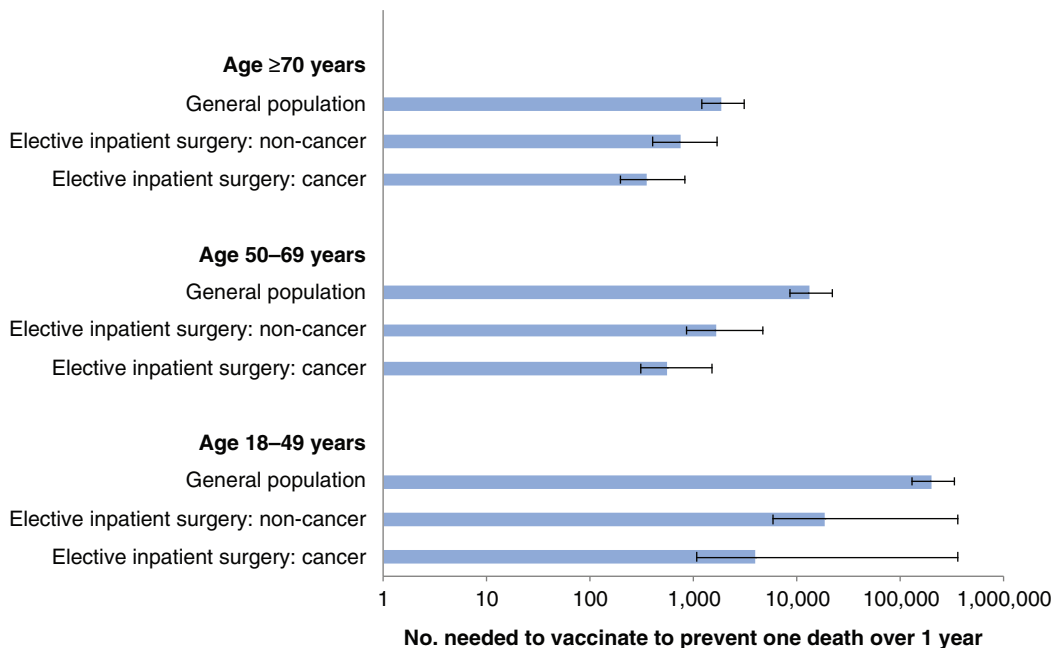 Age ≥70 years
General population
Elective inpatient surgery: non-cancer
Elective inpatient surgery: cancer
Age 50–69 years
General population
Elective inpatient surgery: non-cancer
Elective inpatient surgery: cancer
Age 18–49 years
General population
Elective inpatient surgery: non-cancer
Elective inpatient surgery: cancer
1 10 100 1,000 10,000 100,000 1,000,000
No. needed to vaccinate to prevent one death over 1 year